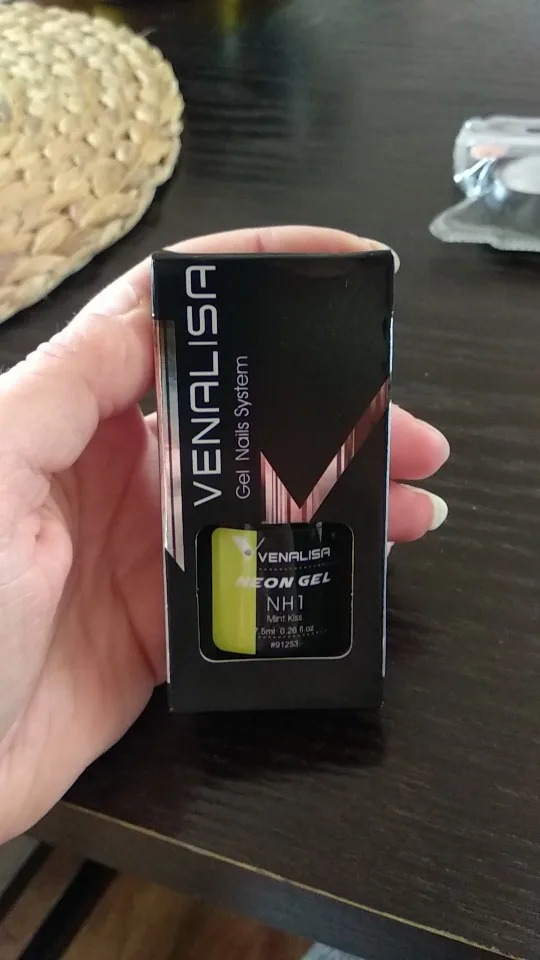 VENALISA
Gel Nails System
VENALISA
NEON GEL
NH1
Mint Kiss
7.5ml 0.26 fl.oz
#91253